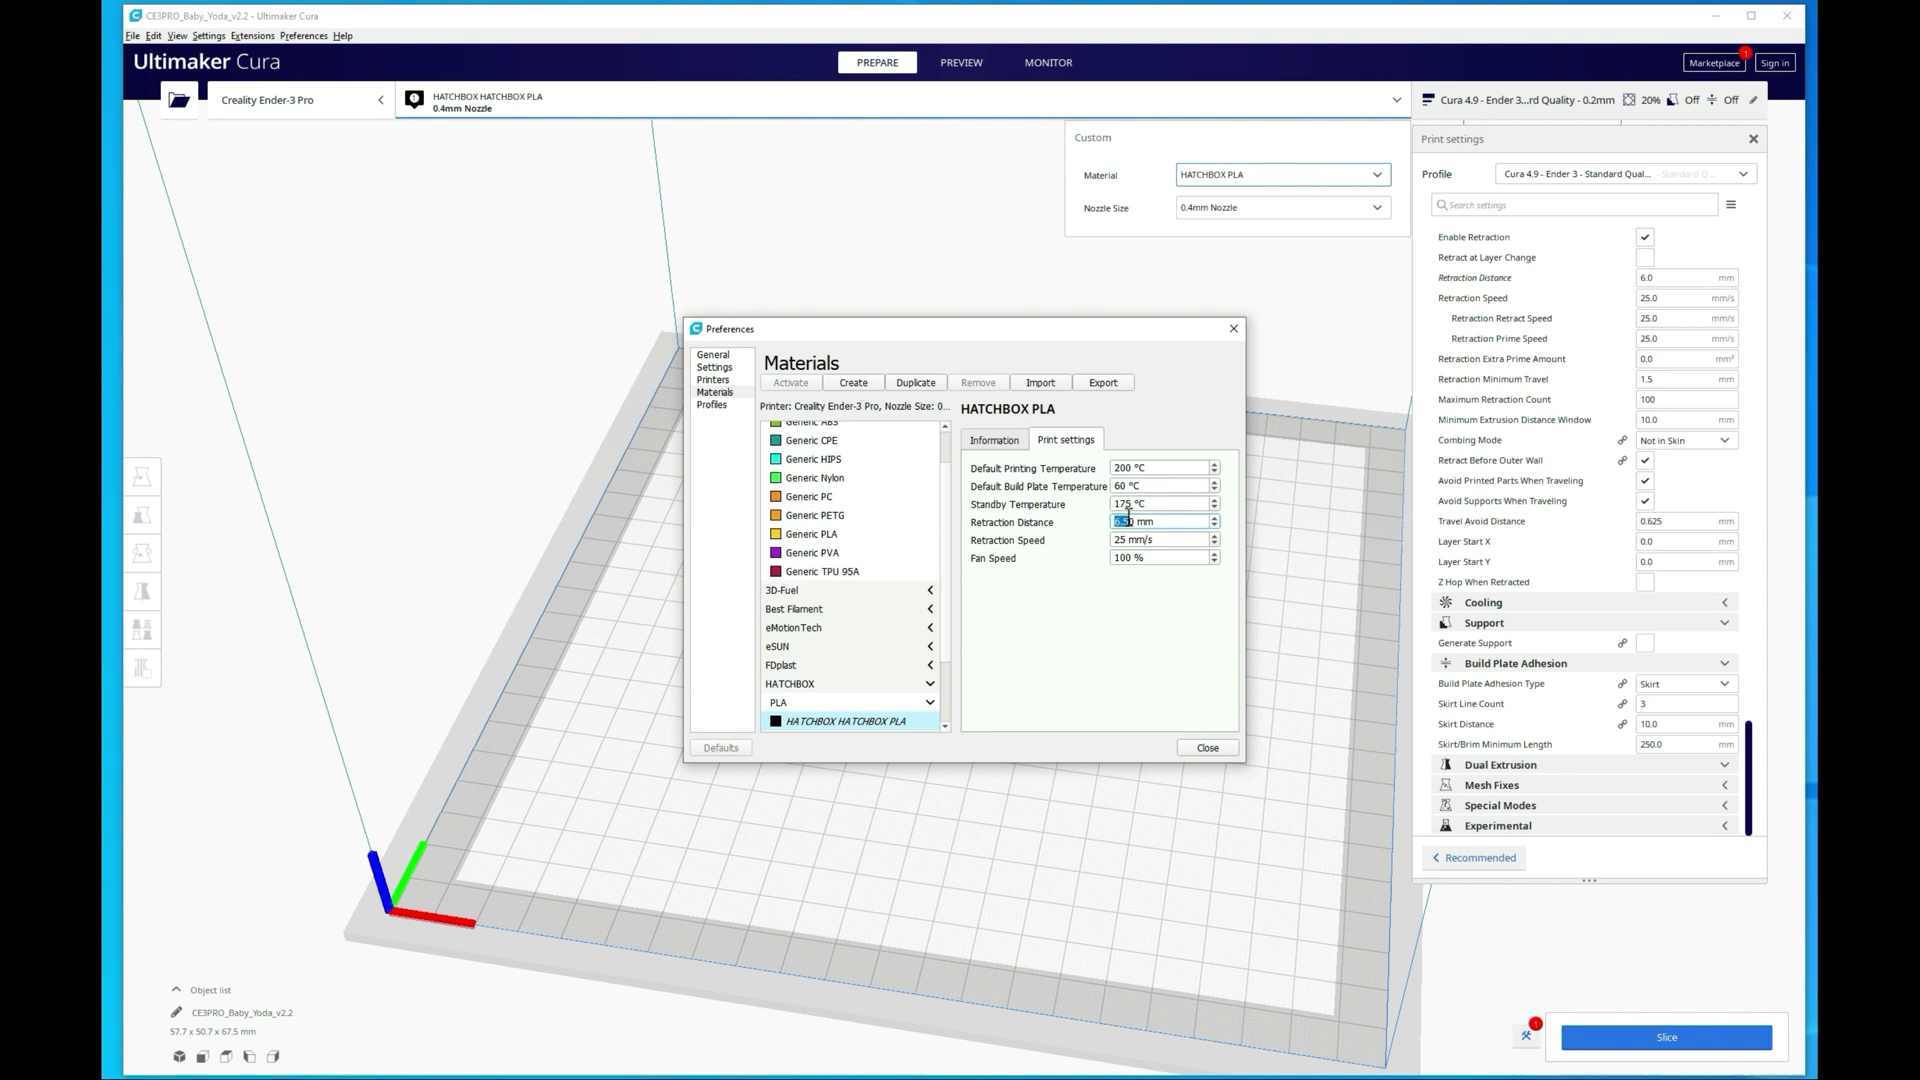 CE3PRO_Baby_Yoda_v2.2 - Ultimaker Cura
File Edit View Settings Extensions Preferences Help
Ultimaker Cura
PREPARE
PREVIEW
MONITOR
Marketplace
1
Sign in
Creality Ender-3 Pro
1
HATCHBOX HATCHBOX PLA
0.4mm Nozzle
Cura 4.9 - Ender 3...rd Quality - 0.2mm
20%
Off
Off
Custom
Material
HATCHBOX PLA
Nozzle Size
0.4mm Nozzle
Print settings
Profile
Cura 4.9 - Ender 3 - Standard Qual... - Standard Q...
Search settings
Enable Retraction
Retract at Layer Change
Retraction Distance 6.0 mm
Retraction Speed 25.0 mm/s
Retraction Retract Speed 25.0 mm/s
Retraction Prime Speed 25.0 mm/s
Retraction Extra Prime Amount 0.0 mm³
Retraction Minimum Travel 1.5 mm
Maximum Retraction Count 100
Minimum Extrusion Distance Window 10.0 mm
Combing Mode Not in Skin
Retract Before Outer Wall
Avoid Printed Parts When Traveling
Avoid Supports When Traveling
Travel Avoid Distance 0.625 mm
Layer Start X 0.0 mm
Layer Start Y 0.0 mm
Z Hop When Retracted
Cooling
Support
Generate Support
Build Plate Adhesion
Build Plate Adhesion Type Skirt
Skirt Line Count 3
Skirt Distance 10.0 mm
Skirt/Brim Minimum Length 250.0 mm
Dual Extrusion
Mesh Fixes
Special Modes
Experimental
Recommended
Preferences
General
Settings
Printers
Materials
Profiles
Materials
Activate
Create
Duplicate
Remove
Import
Export
Printer: Creality Ender-3 Pro, Nozzle Size: 0...
Generic ABS
Generic CPE
Generic HIPS
Generic Nylon
Generic PC
Generic PETG
Generic PLA
Generic PVA
Generic TPU 95A
3D-Fuel
Best Filament
eMotionTech
eSUN
FDplast
HATCHBOX
PLA
HATCHBOX HATCHBOX PLA
HATCHBOX PLA
Information
Print settings
Default Printing Temperature 200 °C
Default Build Plate Temperature 60 °C
Standby Temperature 175 °C
Retraction Distance 6.50 mm
Retraction Speed 25 mm/s
Fan Speed 100 %
Defaults
Close
Object list
CE3PRO_Baby_Yoda_v2.2
57.7 x 50.7 x 67.5 mm
1
Slice